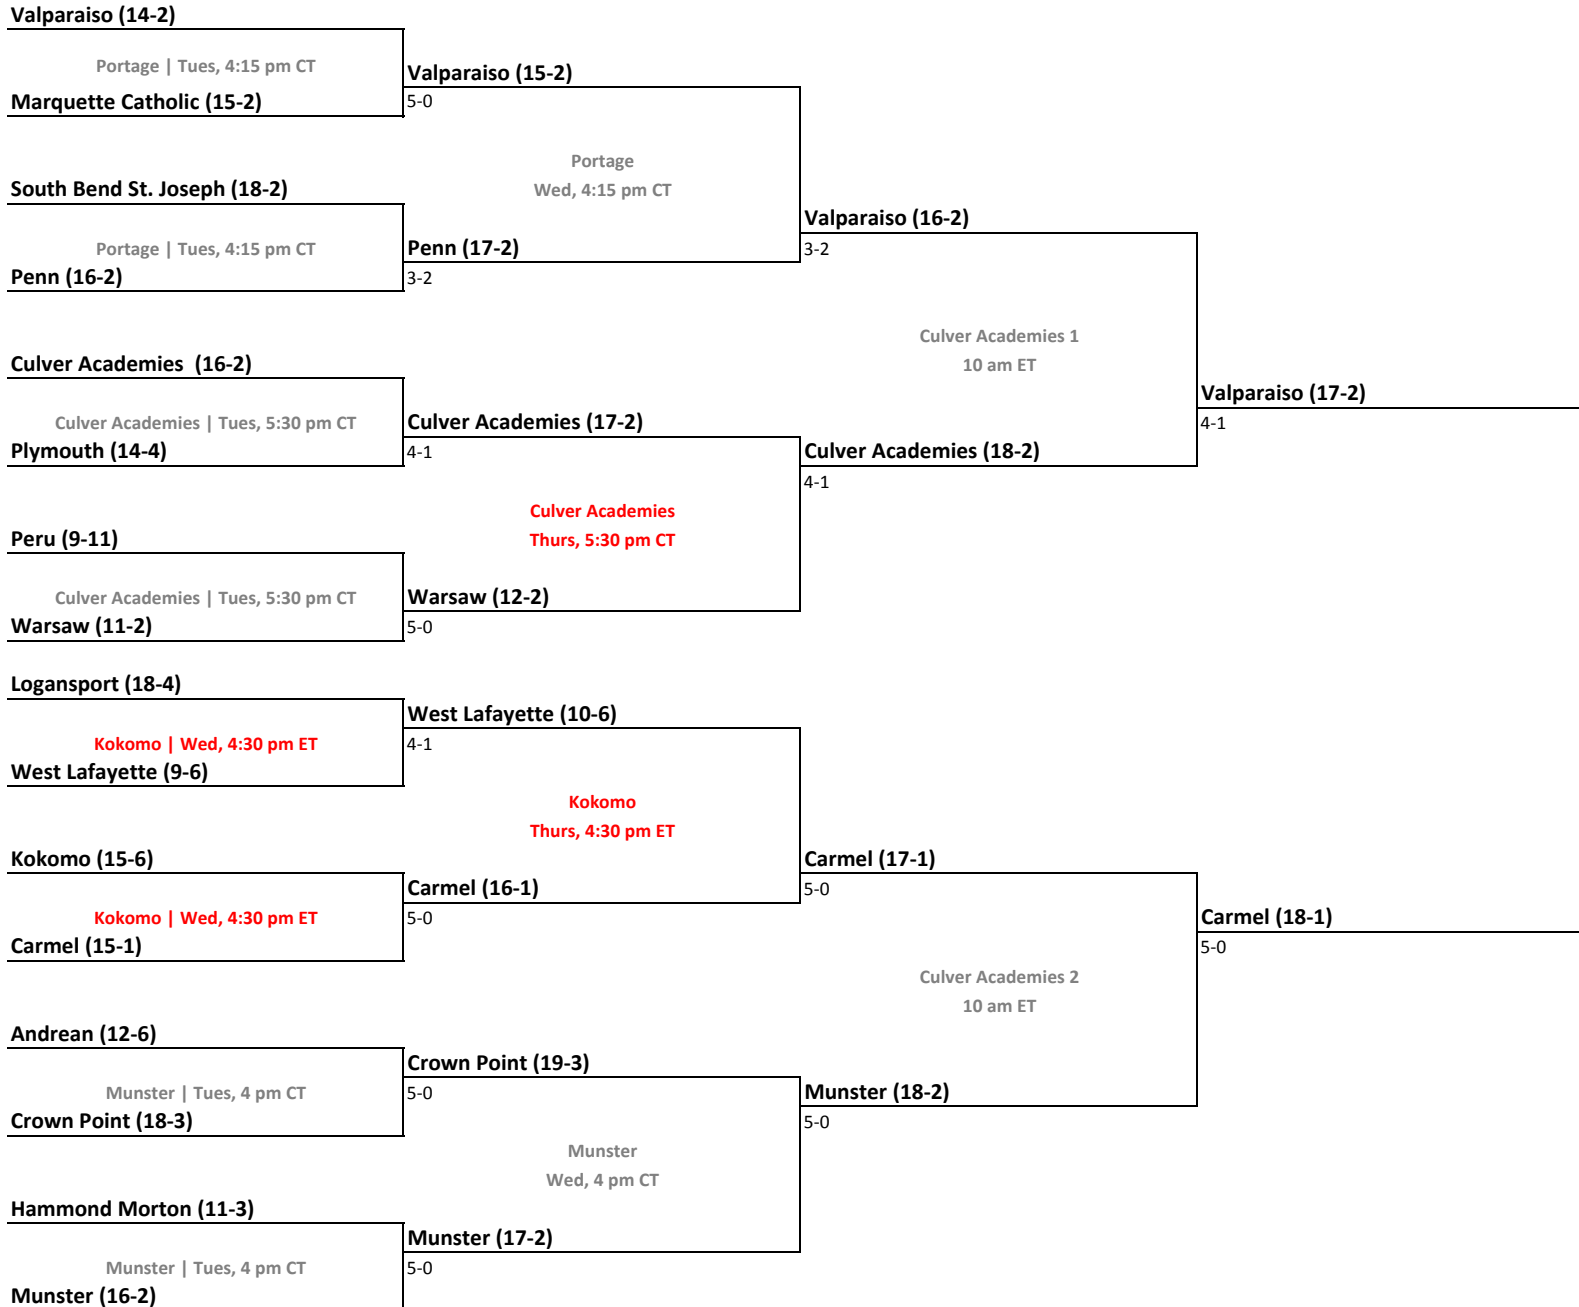 Valparaiso (14-2)
Portage | Tues, 4:15 pm CT
Marquette Catholic (15-2)
Valparaiso (15-2)
5-0
South Bend St. Joseph (18-2)
Portage | Tues, 4:15 pm CT
Penn (16-2)
Penn (17-2)
3-2
Portage
Wed, 4:15 pm CT
Valparaiso (16-2)
3-2
Culver Academies (16-2)
Culver Academies | Tues, 5:30 pm CT
Plymouth (14-4)
Culver Academies (17-2)
4-1
Peru (9-11)
Culver Academies | Tues, 5:30 pm CT
Warsaw (11-2)
Warsaw (12-2)
5-0
Culver Academies
Thurs, 5:30 pm CT
Culver Academies (18-2)
4-1
Culver Academies 1
10 am ET
Valparaiso (17-2)
4-1
Logansport (18-4)
Kokomo | Wed, 4:30 pm ET
West Lafayette (9-6)
West Lafayette (10-6)
4-1
Kokomo (15-6)
Kokomo | Wed, 4:30 pm ET
Carmel (15-1)
Carmel (16-1)
5-0
Kokomo
Thurs, 4:30 pm ET
Carmel (17-1)
5-0
Andrean (12-6)
Munster | Tues, 4 pm CT
Crown Point (18-3)
Crown Point (19-3)
5-0
Hammond Morton (11-3)
Munster | Tues, 4 pm CT
Munster (16-2)
Munster (17-2)
5-0
Munster
Wed, 4 pm CT
Munster (18-2)
5-0
Culver Academies 2
10 am ET
Carmel (18-1)
5-0